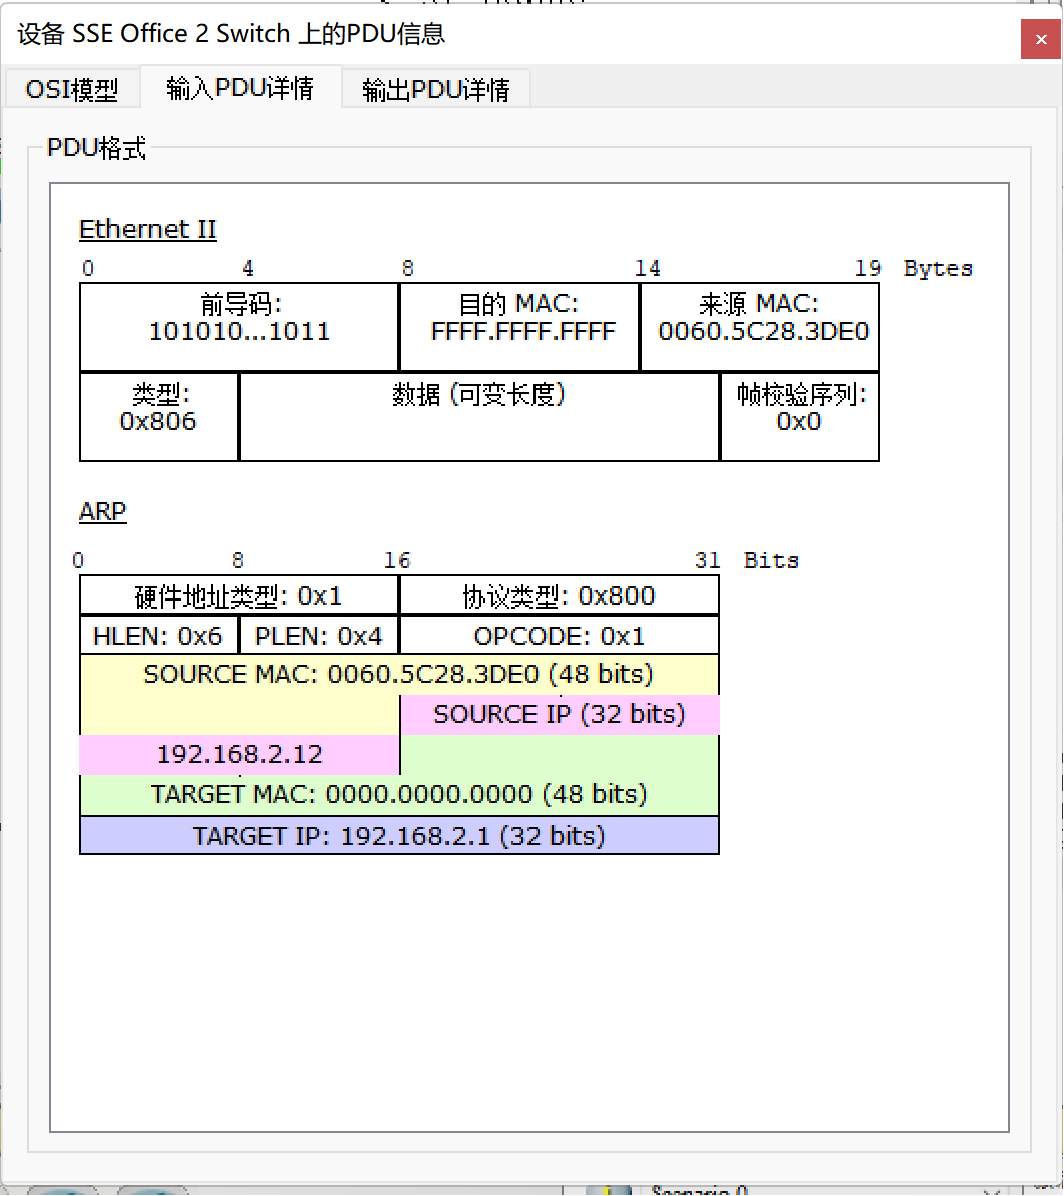 设备 SSE Office 2 Switch 上的PDU信息
×
OSI模型 输入PDU详情 输出PDU详情
PDU格式
Ethernet II
0 4 8 14 19 Bytes
前导码: 目的 MAC: 来源 MAC:
101010...1011 FFFF.FFFF.FFFF 0060.5C28.3DE0
类型: 数据 (可变长度) 帧校验序列:
0x806 0x0
ARP
0 8 16 31 Bits
硬件地址类型: 0x1 协议类型: 0x800
HLEN: 0x6 PLEN: 0x4 OPCODE: 0x1
SOURCE MAC: 0060.5C28.3DE0 (48 bits)
SOURCE IP (32 bits)
192.168.2.12
TARGET MAC: 0000.0000.0000 (48 bits)
TARGET IP: 192.168.2.1 (32 bits)
Scenario 0